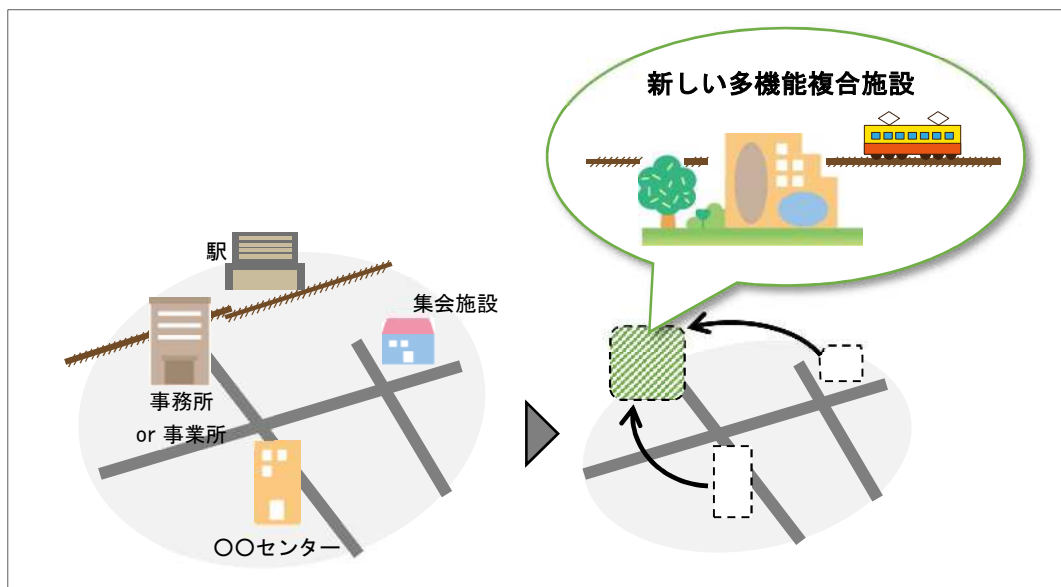 新しい多機能複合施設
駅
集会施設
事務所
or 事業所
〇〇センター